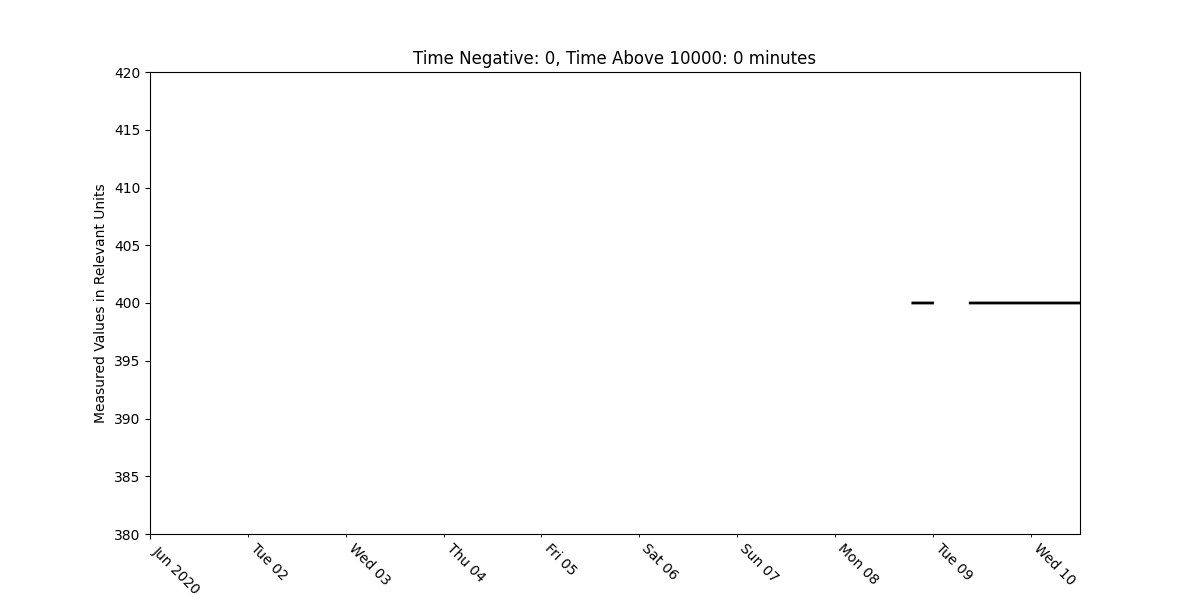 Time Negative: 0, Time Above 10000: 0 minutes
Measured Values in Relevant Units
420
415
410
405
400
395
390
385
380
Jun 2020
Tue 02
Wed 03
Thu 04
Fri 05
Sat 06
Sun 07
Mon 08
Tue 09
Wed 10